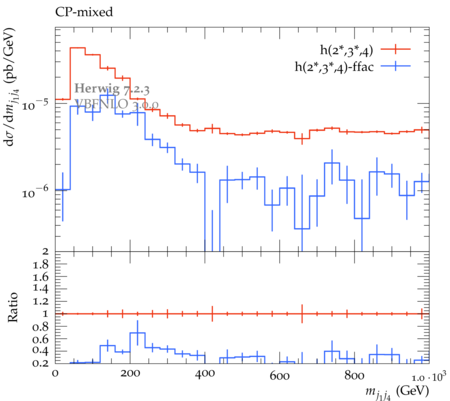 CP-mixed
h(2*,3*,4)
h(2*,3*,4)-ffac
Herwig 7.2.3
VBFNLO 3.0.0
dσ/dm_{j₁j₄} (pb/GeV)
10⁻⁵
10⁻⁶
2
1.8
1.6
1.4
1.2
1
0.8
0.6
0.4
0.2
Ratio
0 200 400 600 800 1.0 · 10³
m_{j₁j₄} (GeV)